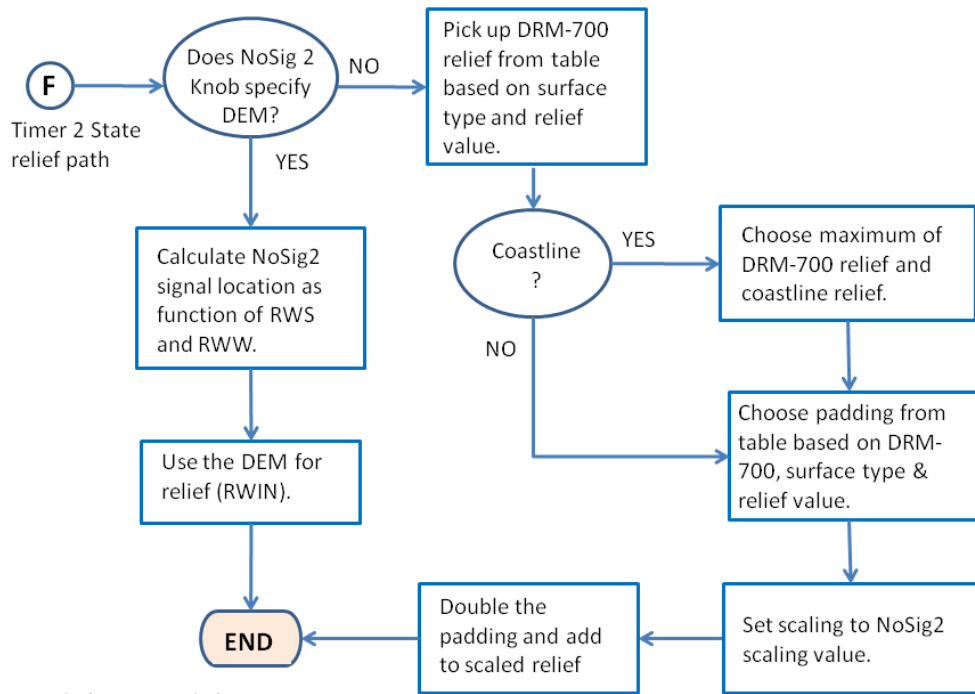 F
Timer 2 State
relief path
Does NoSig 2
Knob specify
DEM?
NO
YES
Pick up DRM-700
relief from table
based on surface
type and relief
value.
Coastline
?
YES
NO
Choose maximum of
DRM-700 relief and
coastline relief.
Calculate NoSig2
signal location as
function of RWS
and RWW.
Choose padding from
table based on DRM-
700, surface type &
relief value.
Use the DEM for
relief (RWIN).
Set scaling to NoSig2
scaling value.
Double the
padding and add
to scaled relief
END